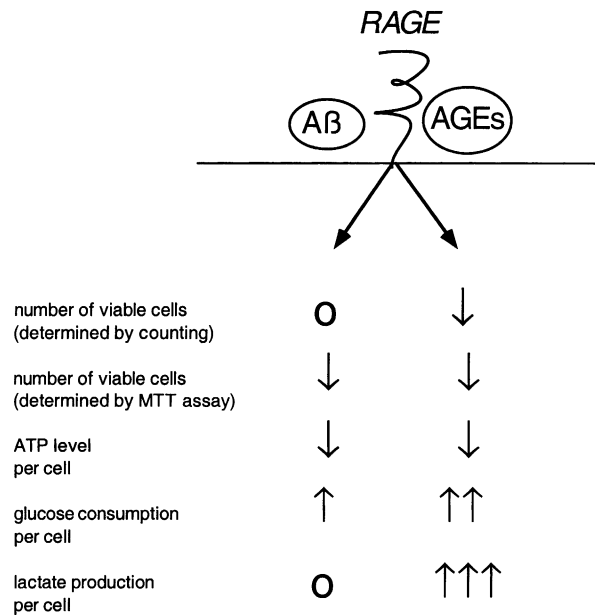 RAGE
Aß
AGEs
number of viable cells
(determined by counting)
O
↓
number of viable cells
(determined by MTT assay)
↓
↓
ATP level
per cell
↓
↓
glucose consumption
per cell
↑
↑↑
lactate production
per cell
O
↑↑↑